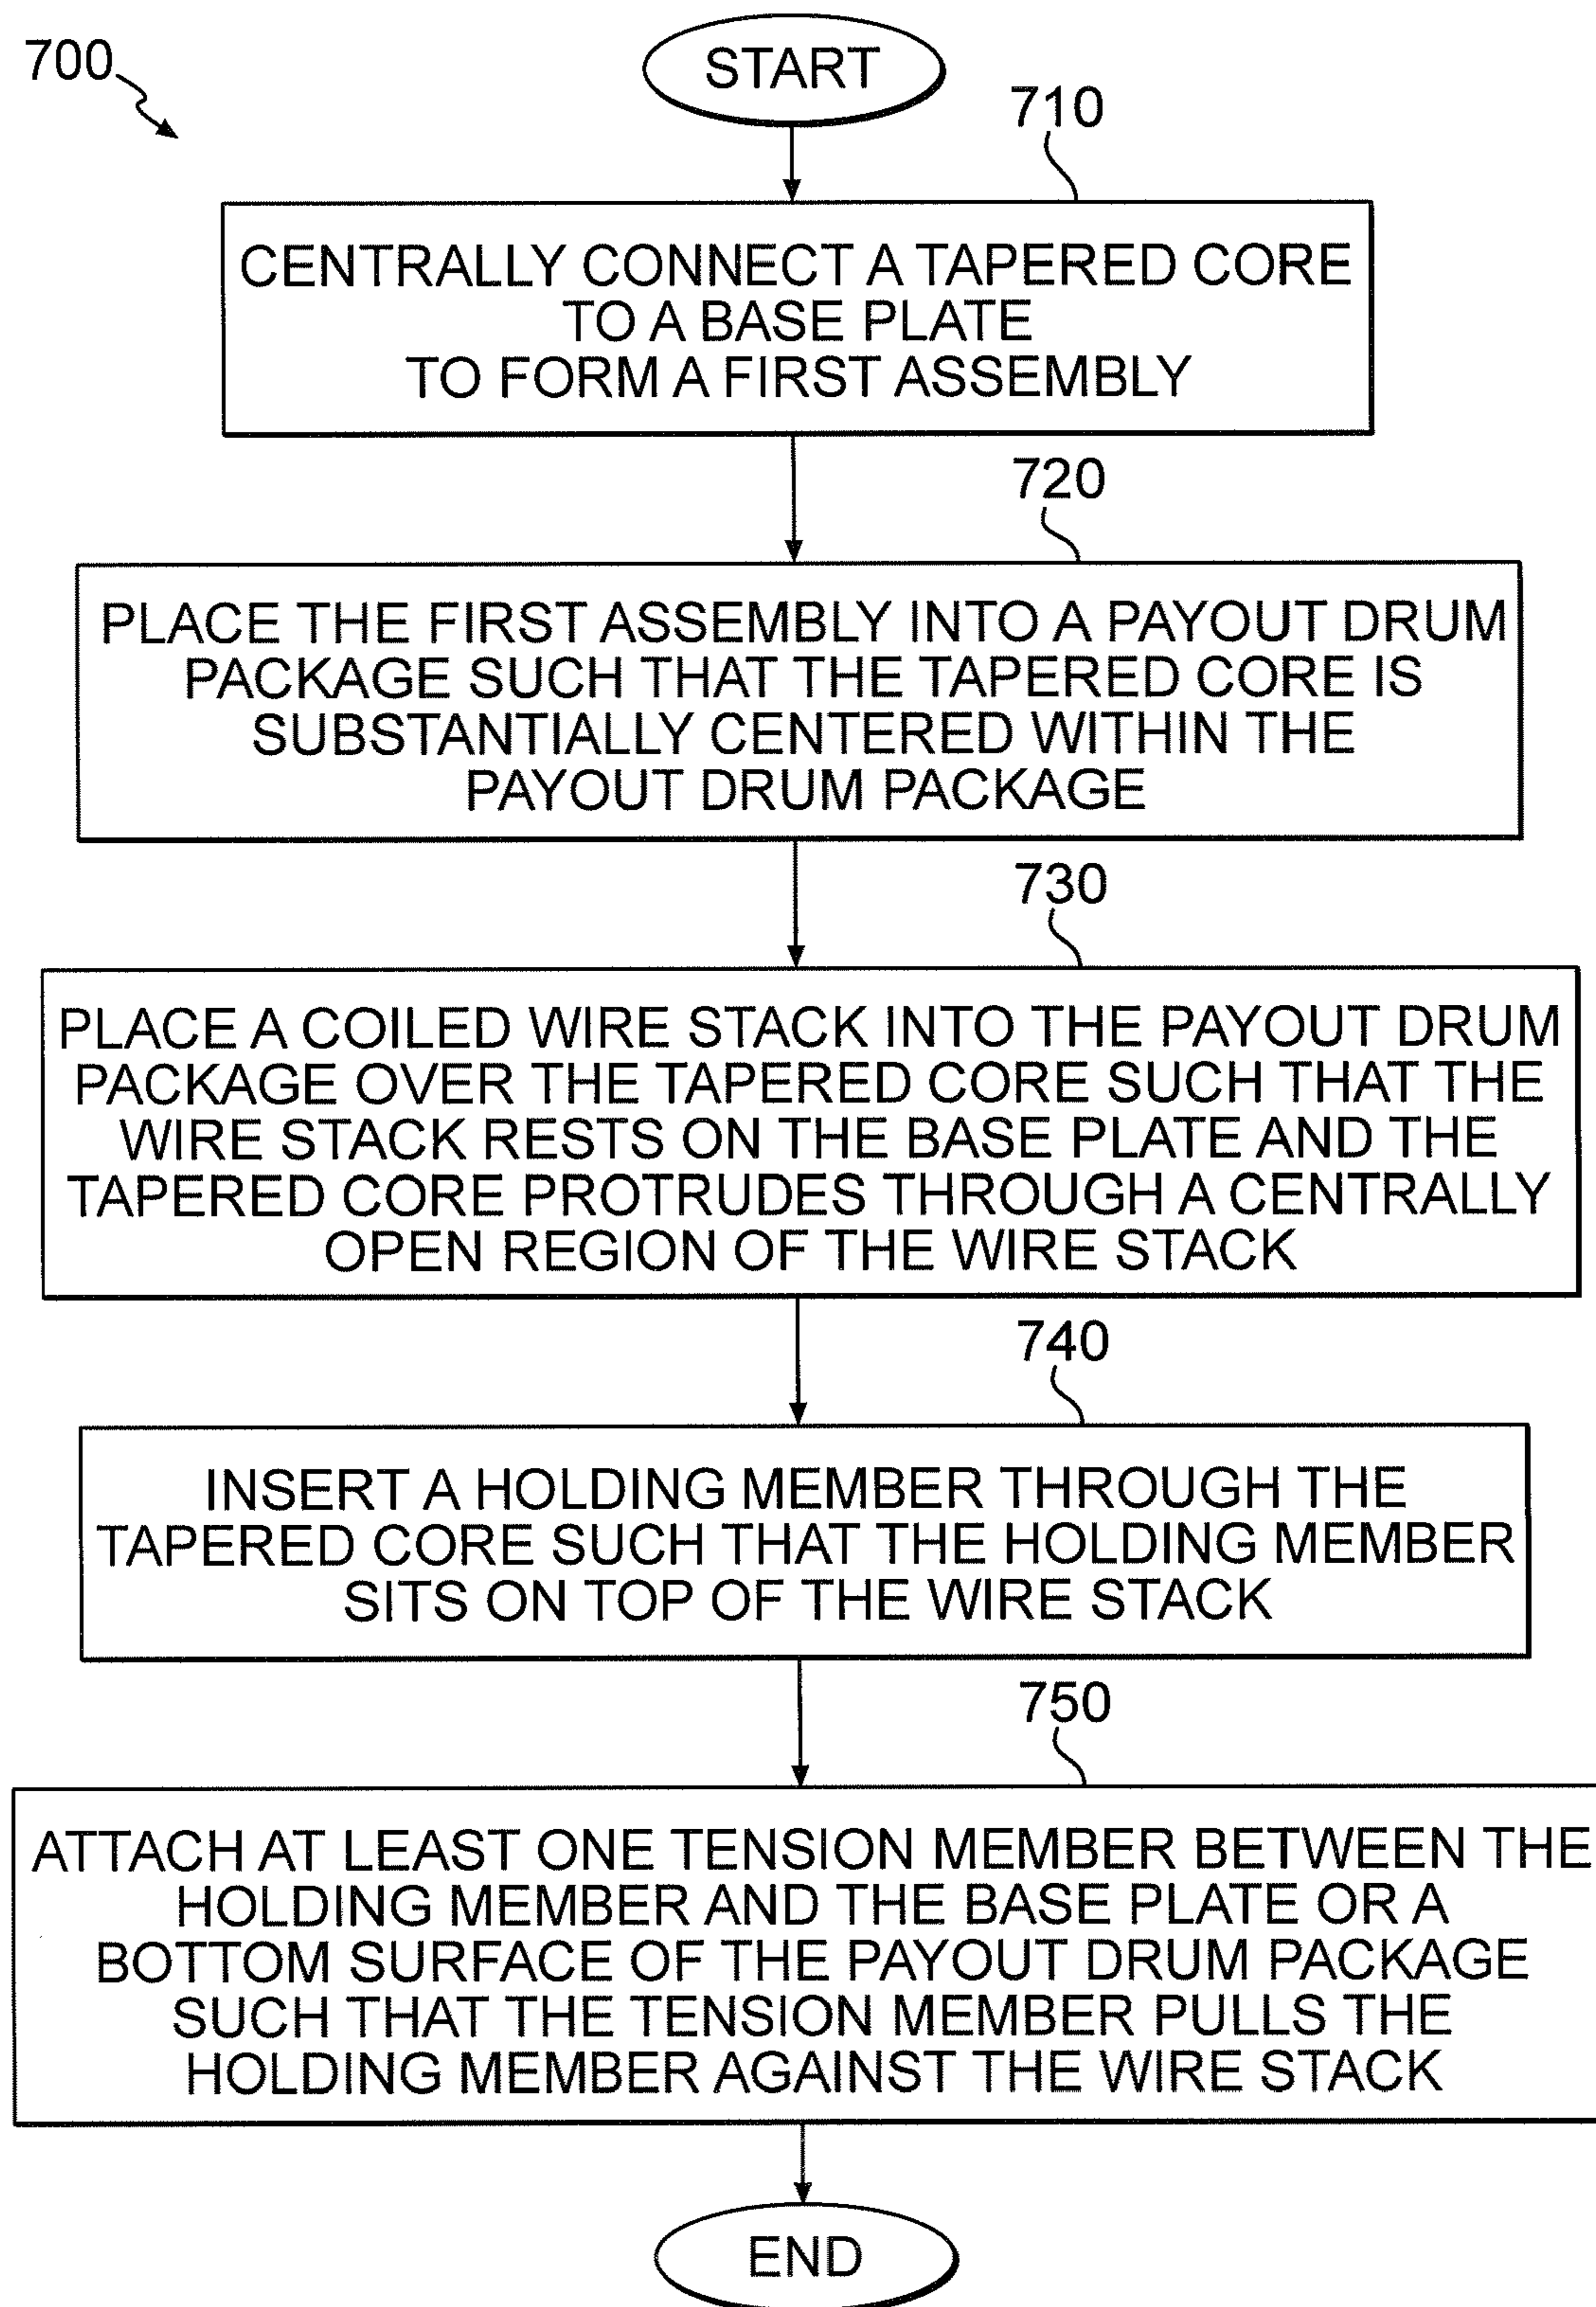 700
START
710
CENTRALLY CONNECT A TAPERED CORE
TO A BASE PLATE
TO FORM A FIRST ASSEMBLY
720
PLACE THE FIRST ASSEMBLY INTO A PAYOUT DRUM
PACKAGE SUCH THAT THE TAPERED CORE IS
SUBSTANTIALLY CENTERED WITHIN THE
PAYOUT DRUM PACKAGE
730
PLACE A COILED WIRE STACK INTO THE PAYOUT DRUM
PACKAGE OVER THE TAPERED CORE SUCH THAT THE
WIRE STACK RESTS ON THE BASE PLATE AND THE
TAPERED CORE PROTRUDES THROUGH A CENTRALLY
OPEN REGION OF THE WIRE STACK
740
INSERT A HOLDING MEMBER THROUGH THE
TAPERED CORE SUCH THAT THE HOLDING MEMBER
SITS ON TOP OF THE WIRE STACK
750
ATTACH AT LEAST ONE TENSION MEMBER BETWEEN THE
HOLDING MEMBER AND THE BASE PLATE OR A
BOTTOM SURFACE OF THE PAYOUT DRUM PACKAGE
SUCH THAT THE TENSION MEMBER PULLS THE
HOLDING MEMBER AGAINST THE WIRE STACK
END